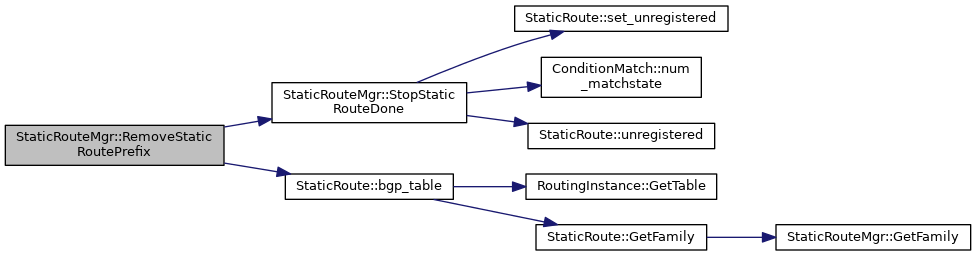 StaticRouteMgr::RemoveStatic
RoutePrefix
StaticRouteMgr::StopStatic
RouteDone
StaticRoute::set_unregistered
ConditionMatch::num
_matchstate
StaticRoute::unregistered
StaticRoute::bgp_table
RoutingInstance::GetTable
StaticRoute::GetFamily
StaticRouteMgr::GetFamily